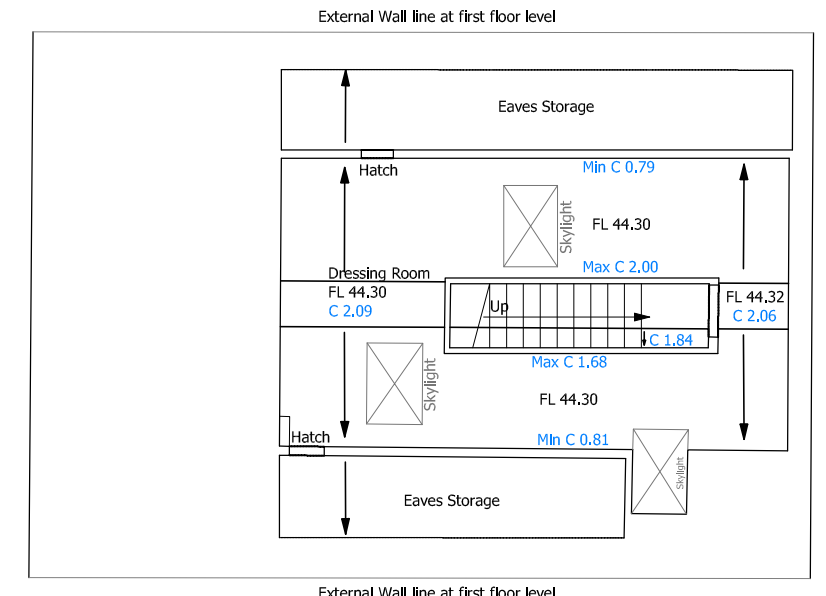 External Wall line at first floor level
Eaves Storage
Hatch
Min C 0.79
Skylight
FL 44.30
Max C 2.00
Dressing Room
FL 44.30
C 2.09
Up
FL 44.32
C 2.06
C 1.84
Max C 1.68
Skylight
FL 44.30
Hatch
MIn C 0.81
Skylight
Eaves Storage
External Wall line at first floor level